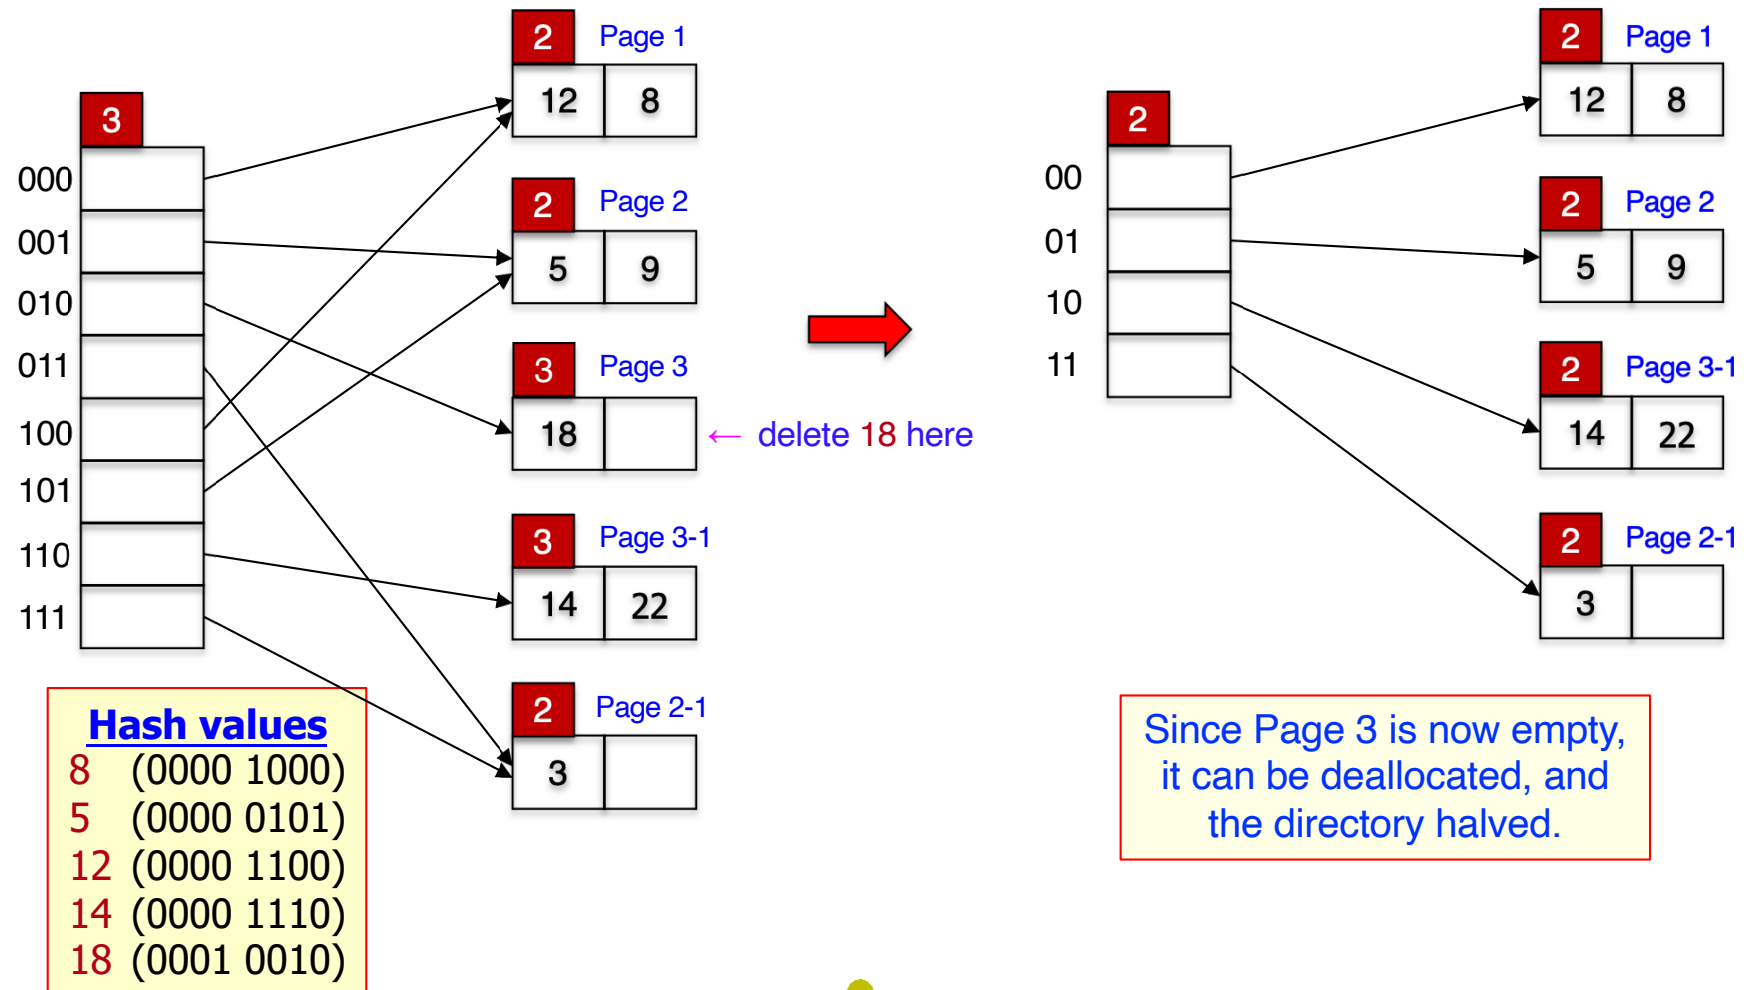 3
000
001
010
011
100
101
110
111
2 Page 1
12 8
2 Page 2
5 9
3 Page 3
18
← delete 18 here
3 Page 3-1
14 22
2 Page 2-1
3
Hash values
8 (0000 1000)
5 (0000 0101)
12 (0000 1100)
14 (0000 1110)
18 (0001 0010)
2
00
01
10
11
2 Page 1
12 8
2 Page 2
5 9
2 Page 3-1
14 22
2 Page 2-1
3
Since Page 3 is now empty,
it can be deallocated, and
the directory halved.